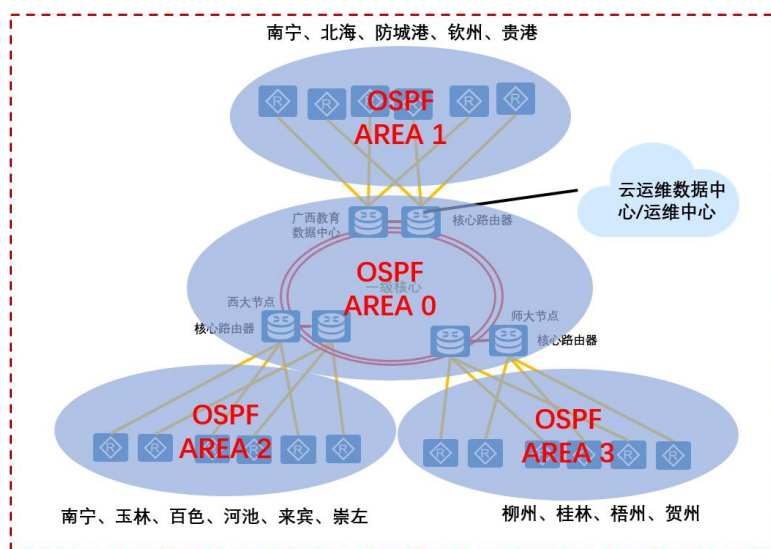 南宁、北海、防城港、钦州、贵港
R R R R R R
OSPF
AREA 1
云运维数据中
心/运维中心
广西教育
数据中心
核心路由器
OSPF
一级核心
AREA 0
西大节点
核心路由器
师大节点
核心路由器
OSPF
AREA 2
R R R R R R
OSPF
AREA 3
R R R R R R
南宁、玉林、百色、河池、来宾、崇左
柳州、桂林、梧州、贺州